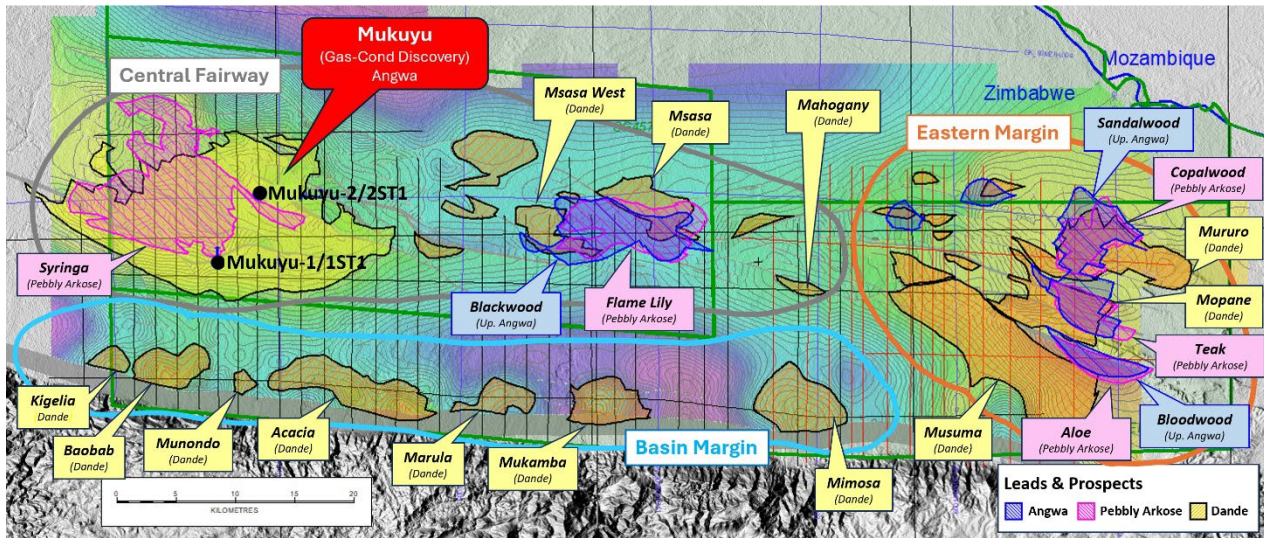 Mukuyu
(Gas-Cond Discovery)
Angwa
Central Fairway
Msasa West
(Dande)
Msasa
(Dande)
Mahogany
(Dande)
Mozambique
Zimbabwe
Eastern Margin
Sandalwood
(Up. Angwa)
Copalwood
(Pebbly Arkose)
Mururo
(Dande)
Mopane
(Dande)
Teak
(Pebbly Arkose)
Bloodwood
(Up. Angwa)
Mukuyu-2/2ST1
Mukuyu-1/1ST1
Syringa
(Pebbly Arkose)
Blackwood
(Up. Angwa)
Flame Lily
(Pebbly Arkose)
Kigelia
Dande
Baobab
(Dande)
Munondo
(Dande)
Acacia
(Dande)
Marula
(Dande)
Mukamba
(Dande)
Basin Margin
Mimosa
(Dande)
Musuma
(Dande)
Aloe
(Pebbly Arkose)
0 5 10 15 20
KILOMETRES
Leads & Prospects
Angwa Pebbly Arkose Dande